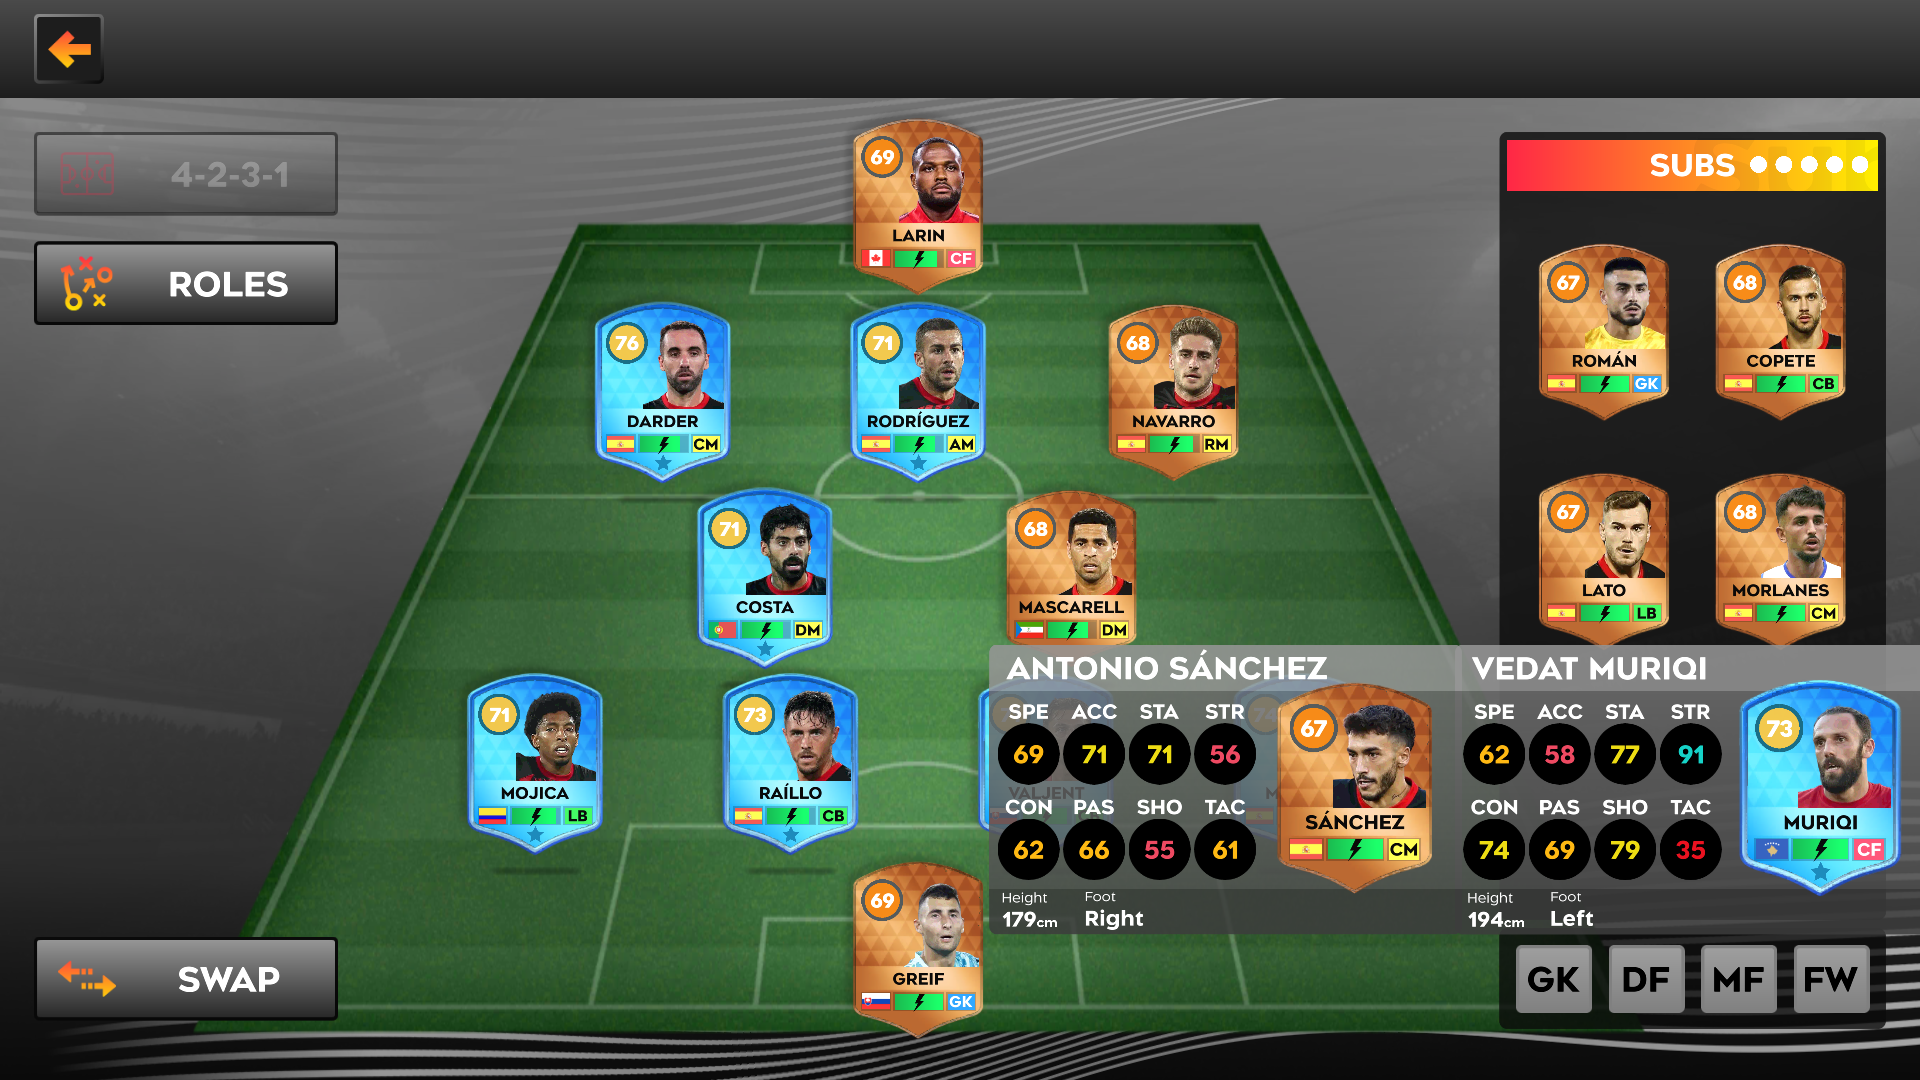 4-2-3-1
ROLES
SWAP
69
LARIN
CF
76
DARDER
CM
71
RODRÍGUEZ
AM
68
NAVARRO
RM
71
COSTA
DM
68
MASCARELL
DM
71
MOJICA
LB
73
RAÍLLO
CB
VALJENT
69
GREIF
GK
SUBS
67
ROMÁN
GK
68
COPETE
CB
67
LATO
LB
68
MORLANES
CM
ANTONIO SÁNCHEZ
SPE ACC STA STR
69 71 71 56
CON PAS SHO TAC
62 66 55 61
Height Foot
179cm Right
67
SÁNCHEZ
CM
VEDAT MURIQI
SPE ACC STA STR
62 58 77 91
CON PAS SHO TAC
74 69 79 35
Height Foot
194cm Left
73
MURIQI
CF
GK DF MF FW